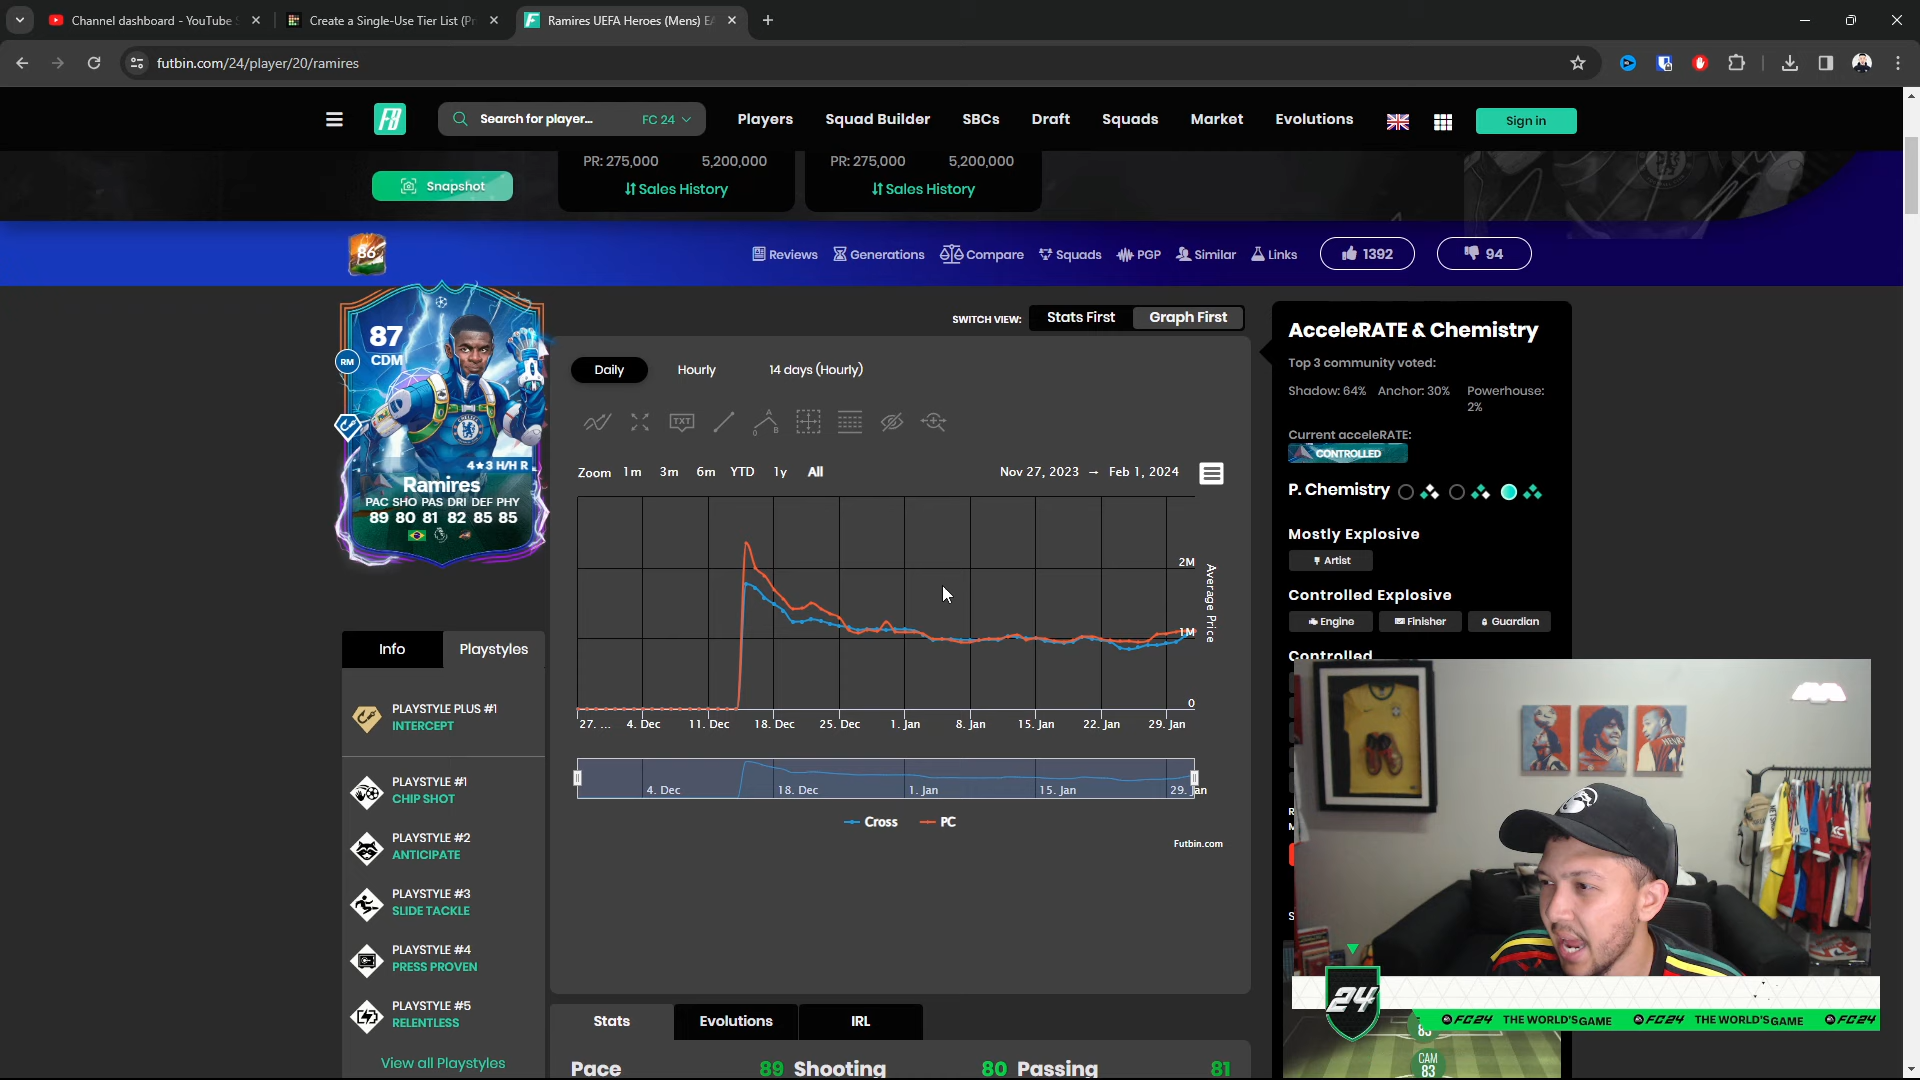 Channel dashboard - YouTube
Create a Single-Use Tier List (Pr
Ramires UEFA Heroes (Mens) EA
futbin.com/24/player/20/ramires
Search for player...
FC 24
Players
Squad Builder
SBCs
Draft
Squads
Market
Evolutions
Sign in
PR: 275,000 5,200,000
PR: 275,000 5,200,000
Snapshot
Sales History
Sales History
86
Reviews
Generations
Compare
Squads
PGP
Similar
Links
1392
94
SWITCH VIEW:
Stats First
Graph First
87
CDM
RM
4★3 H/H R
Ramires
PAC SHO PAS DRI DEF PHY
89 80 81 82 85 85
Daily
Hourly
14 days (Hourly)
TXT
Zoom 1m 3m 6m YTD 1y All
Nov 27, 2023 → Feb 1, 2024
2M
1M
0
Average Price
27. ... 4. Dec 11. Dec 18. Dec 25. Dec 1. Jan 8. Jan 15. Jan 22. Jan 29. Jan
4. Dec 18. Dec 1. Jan 15. Jan 29. Jan
Cross
PC
Futbin.com
AcceleRATE & Chemistry
Top 3 community voted:
Shadow: 64% Anchor: 30% Powerhouse:
2%
Current acceleRATE:
CONTROLLED
P. Chemistry
Mostly Explosive
Artist
Controlled Explosive
Engine
Finisher
Guardian
Controlled
Info
Playstyles
PLAYSTYLE PLUS #1
INTERCEPT
PLAYSTYLE #1
CHIP SHOT
PLAYSTYLE #2
ANTICIPATE
PLAYSTYLE #3
SLIDE TACKLE
PLAYSTYLE #4
PRESS PROVEN
PLAYSTYLE #5
RELENTLESS
View all Playstyles
Stats
Evolutions
IRL
Pace 89
Shooting 80
Passing 81
HENRY
24
FC24 THE WORLD'S GAME FC24 THE WORLD'S GAME FC24
CAM
83